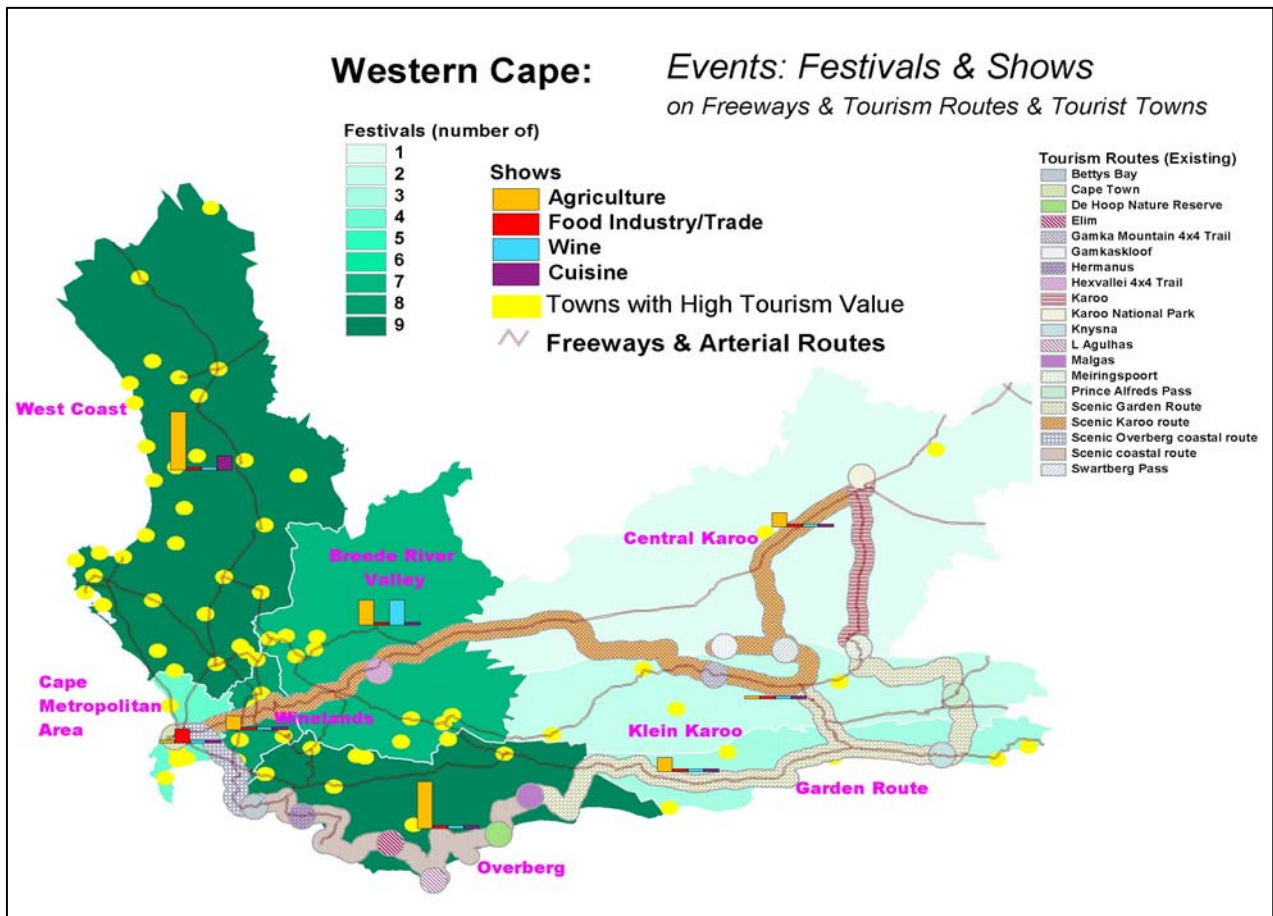 Western Cape:
Events: Festivals & Shows
on Freeways & Tourism Routes & Tourist Towns
Festivals (number of)
1
2
3
4
5
6
7
8
9
Shows
Agriculture
Food Industry/Trade
Wine
Cuisine
Towns with High Tourism Value
Freeways & Arterial Routes
Tourism Routes (Existing)
Bettys Bay
Cape Town
De Hoop Nature Reserve
Elim
Gamka Mountain 4x4 Trail
Gamkaskloof
Hermanus
Hexvallei 4x4 Trail
Karoo
Karoo National Park
Knysna
L Agulhas
Malgas
Meiringspoort
Prince Alfreds Pass
Scenic Garden Route
Scenic Karoo route
Scenic Overberg coastal route
Scenic coastal route
Swartberg Pass
West Coast
Central Karoo
Breede River
Valley
Cape
Metropolitan
Area
Winelands
Klein Karoo
Garden Route
Overberg